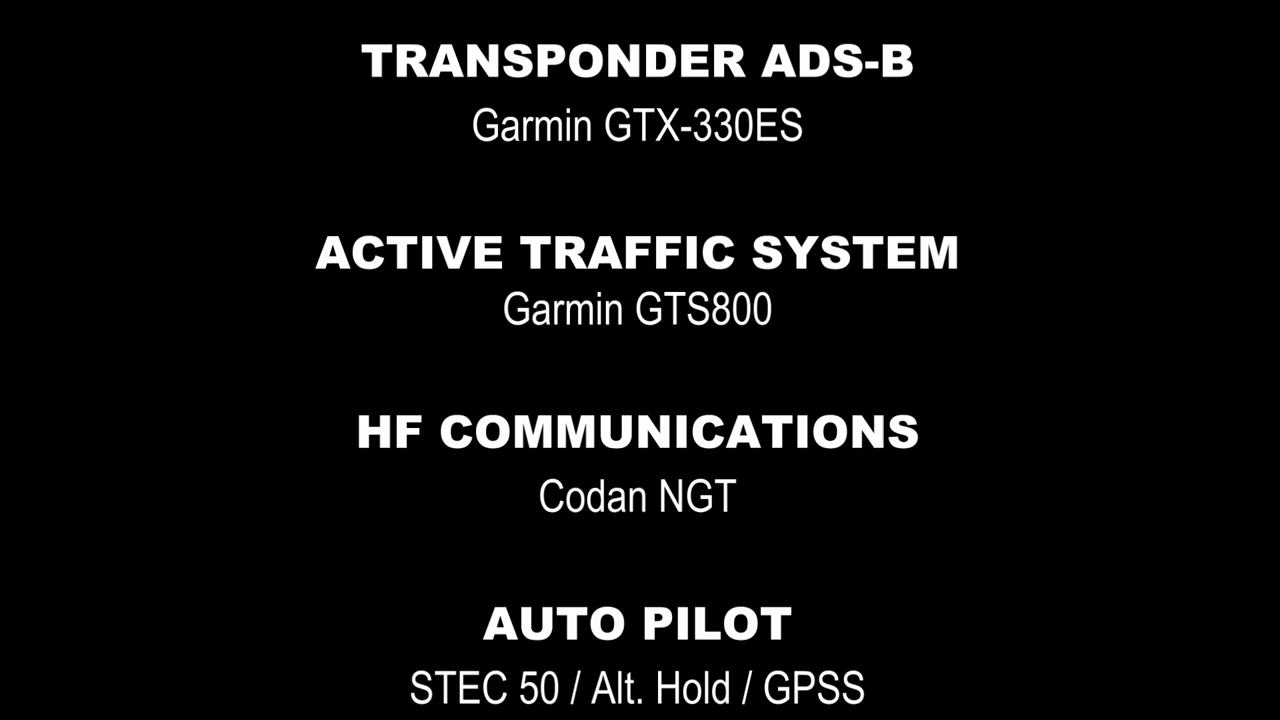 TRANSPONDER ADS-B
Garmin GTX-330ES
ACTIVE TRAFFIC SYSTEM
Garmin GTS800
HF COMMUNICATIONS
Codan NGT
AUTO PILOT
STEC 50 / Alt. Hold / GPSS